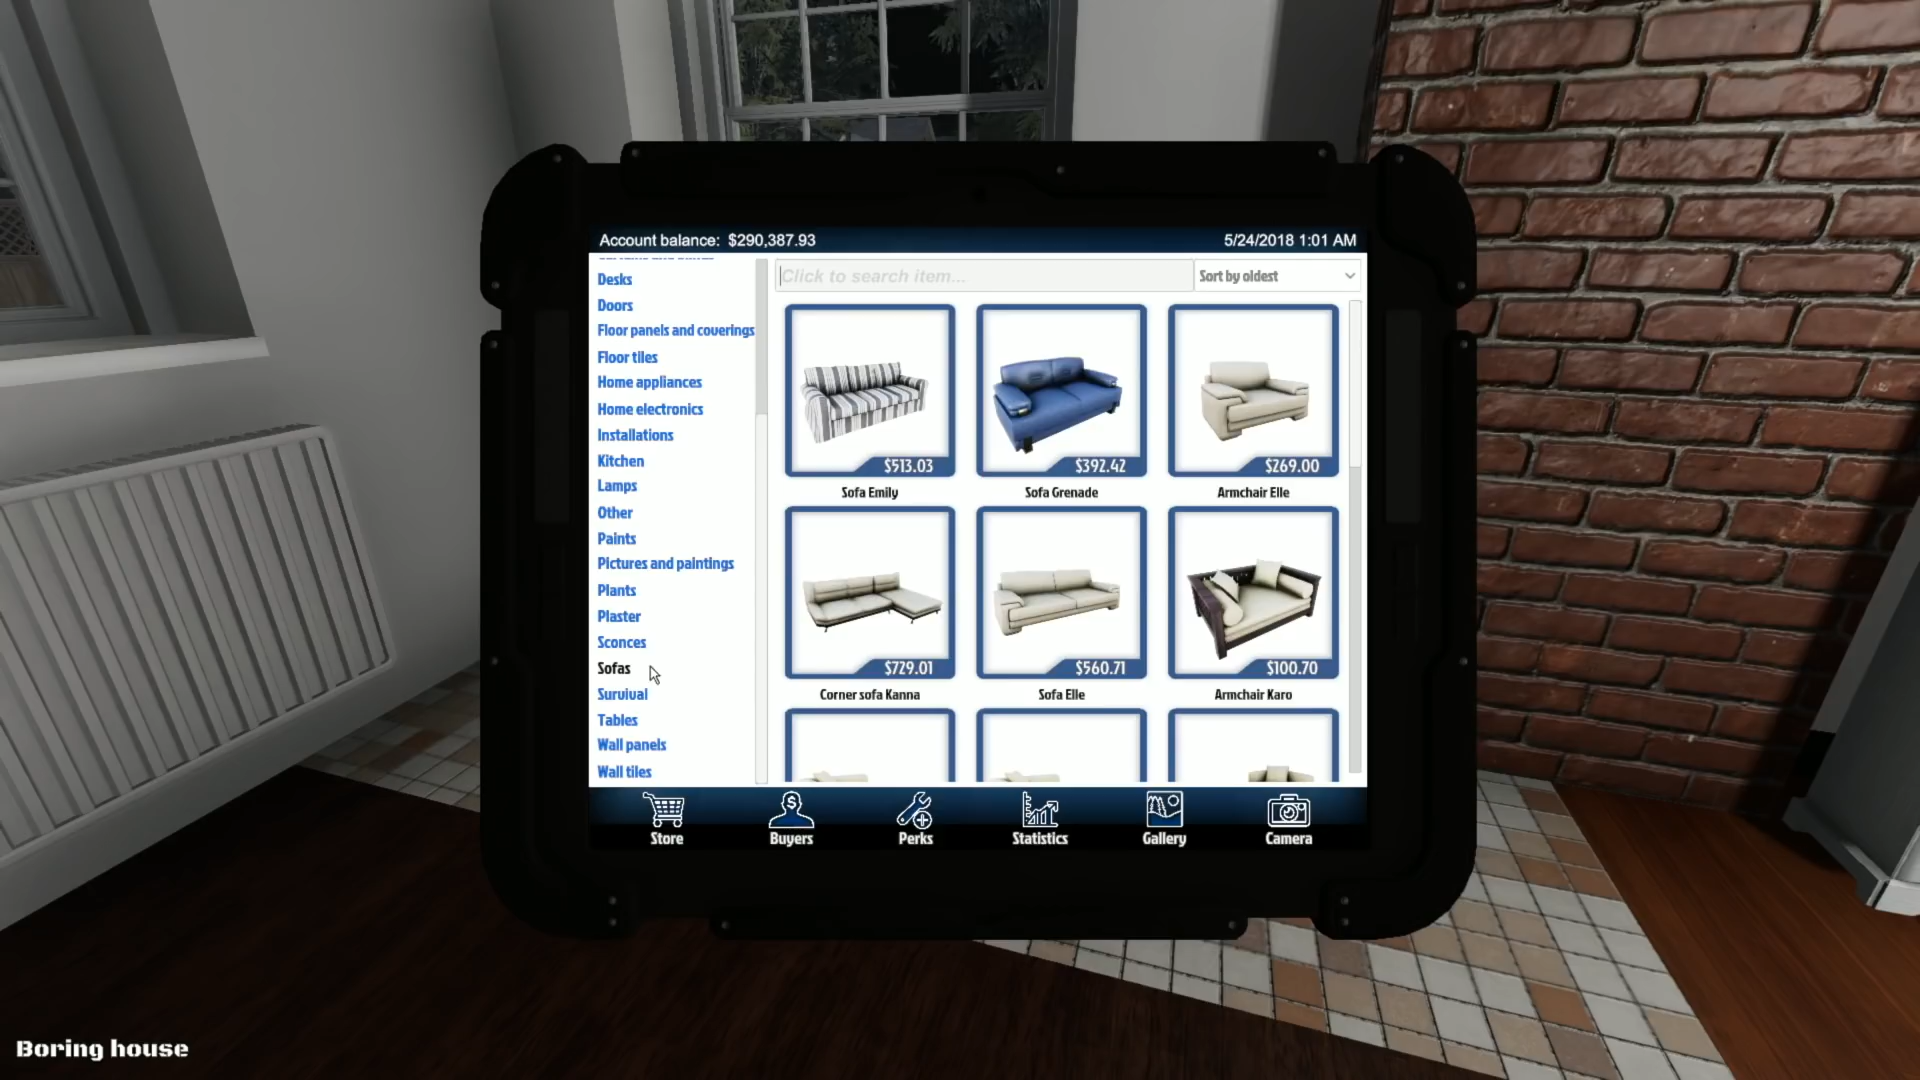 Account balance: $290,387.93
5/24/2018 1:01 AM
Desks
Doors
Floor panels and coverings
Floor tiles
Home appliances
Home electronics
Installations
Kitchen
Lamps
Other
Paints
Pictures and paintings
Plants
Plaster
Sconces
Sofas
Survival
Tables
Wall panels
Wall tiles
Click to search item...
Sort by oldest
$513.03
$392.42
$269.00
Sofa Emily
Sofa Grenade
Armchair Elle
$729.01
$560.71
$100.70
Corner sofa Kanna
Sofa Elle
Armchair Karo
Store
Buyers
Perks
Statistics
Gallery
Camera
Boring house